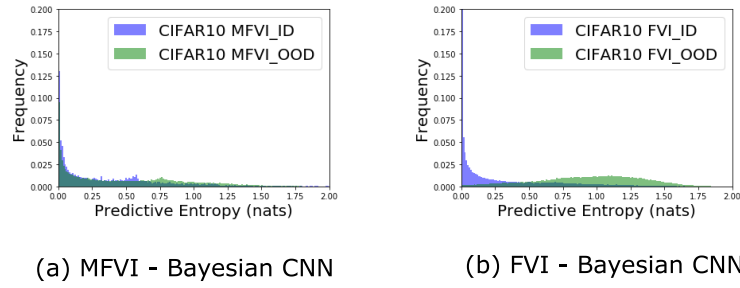 CIFAR10 MFVI_ID
CIFAR10 MFVI_OOD
Frequency
0.200
0.175
0.150
0.125
0.100
0.075
0.050
0.025
0.000
0.00 0.25 0.50 0.75 1.00 1.25 1.50 1.75 2.00
Predictive Entropy (nats)
(a) MFVI - Bayesian CNN
CIFAR10 FVI_ID
CIFAR10 FVI_OOD
Frequency
0.200
0.175
0.150
0.125
0.100
0.075
0.050
0.025
0.000
0.00 0.25 0.50 0.75 1.00 1.25 1.50 1.75 2.00
Predictive Entropy (nats)
(b) FVI - Bayesian CNN